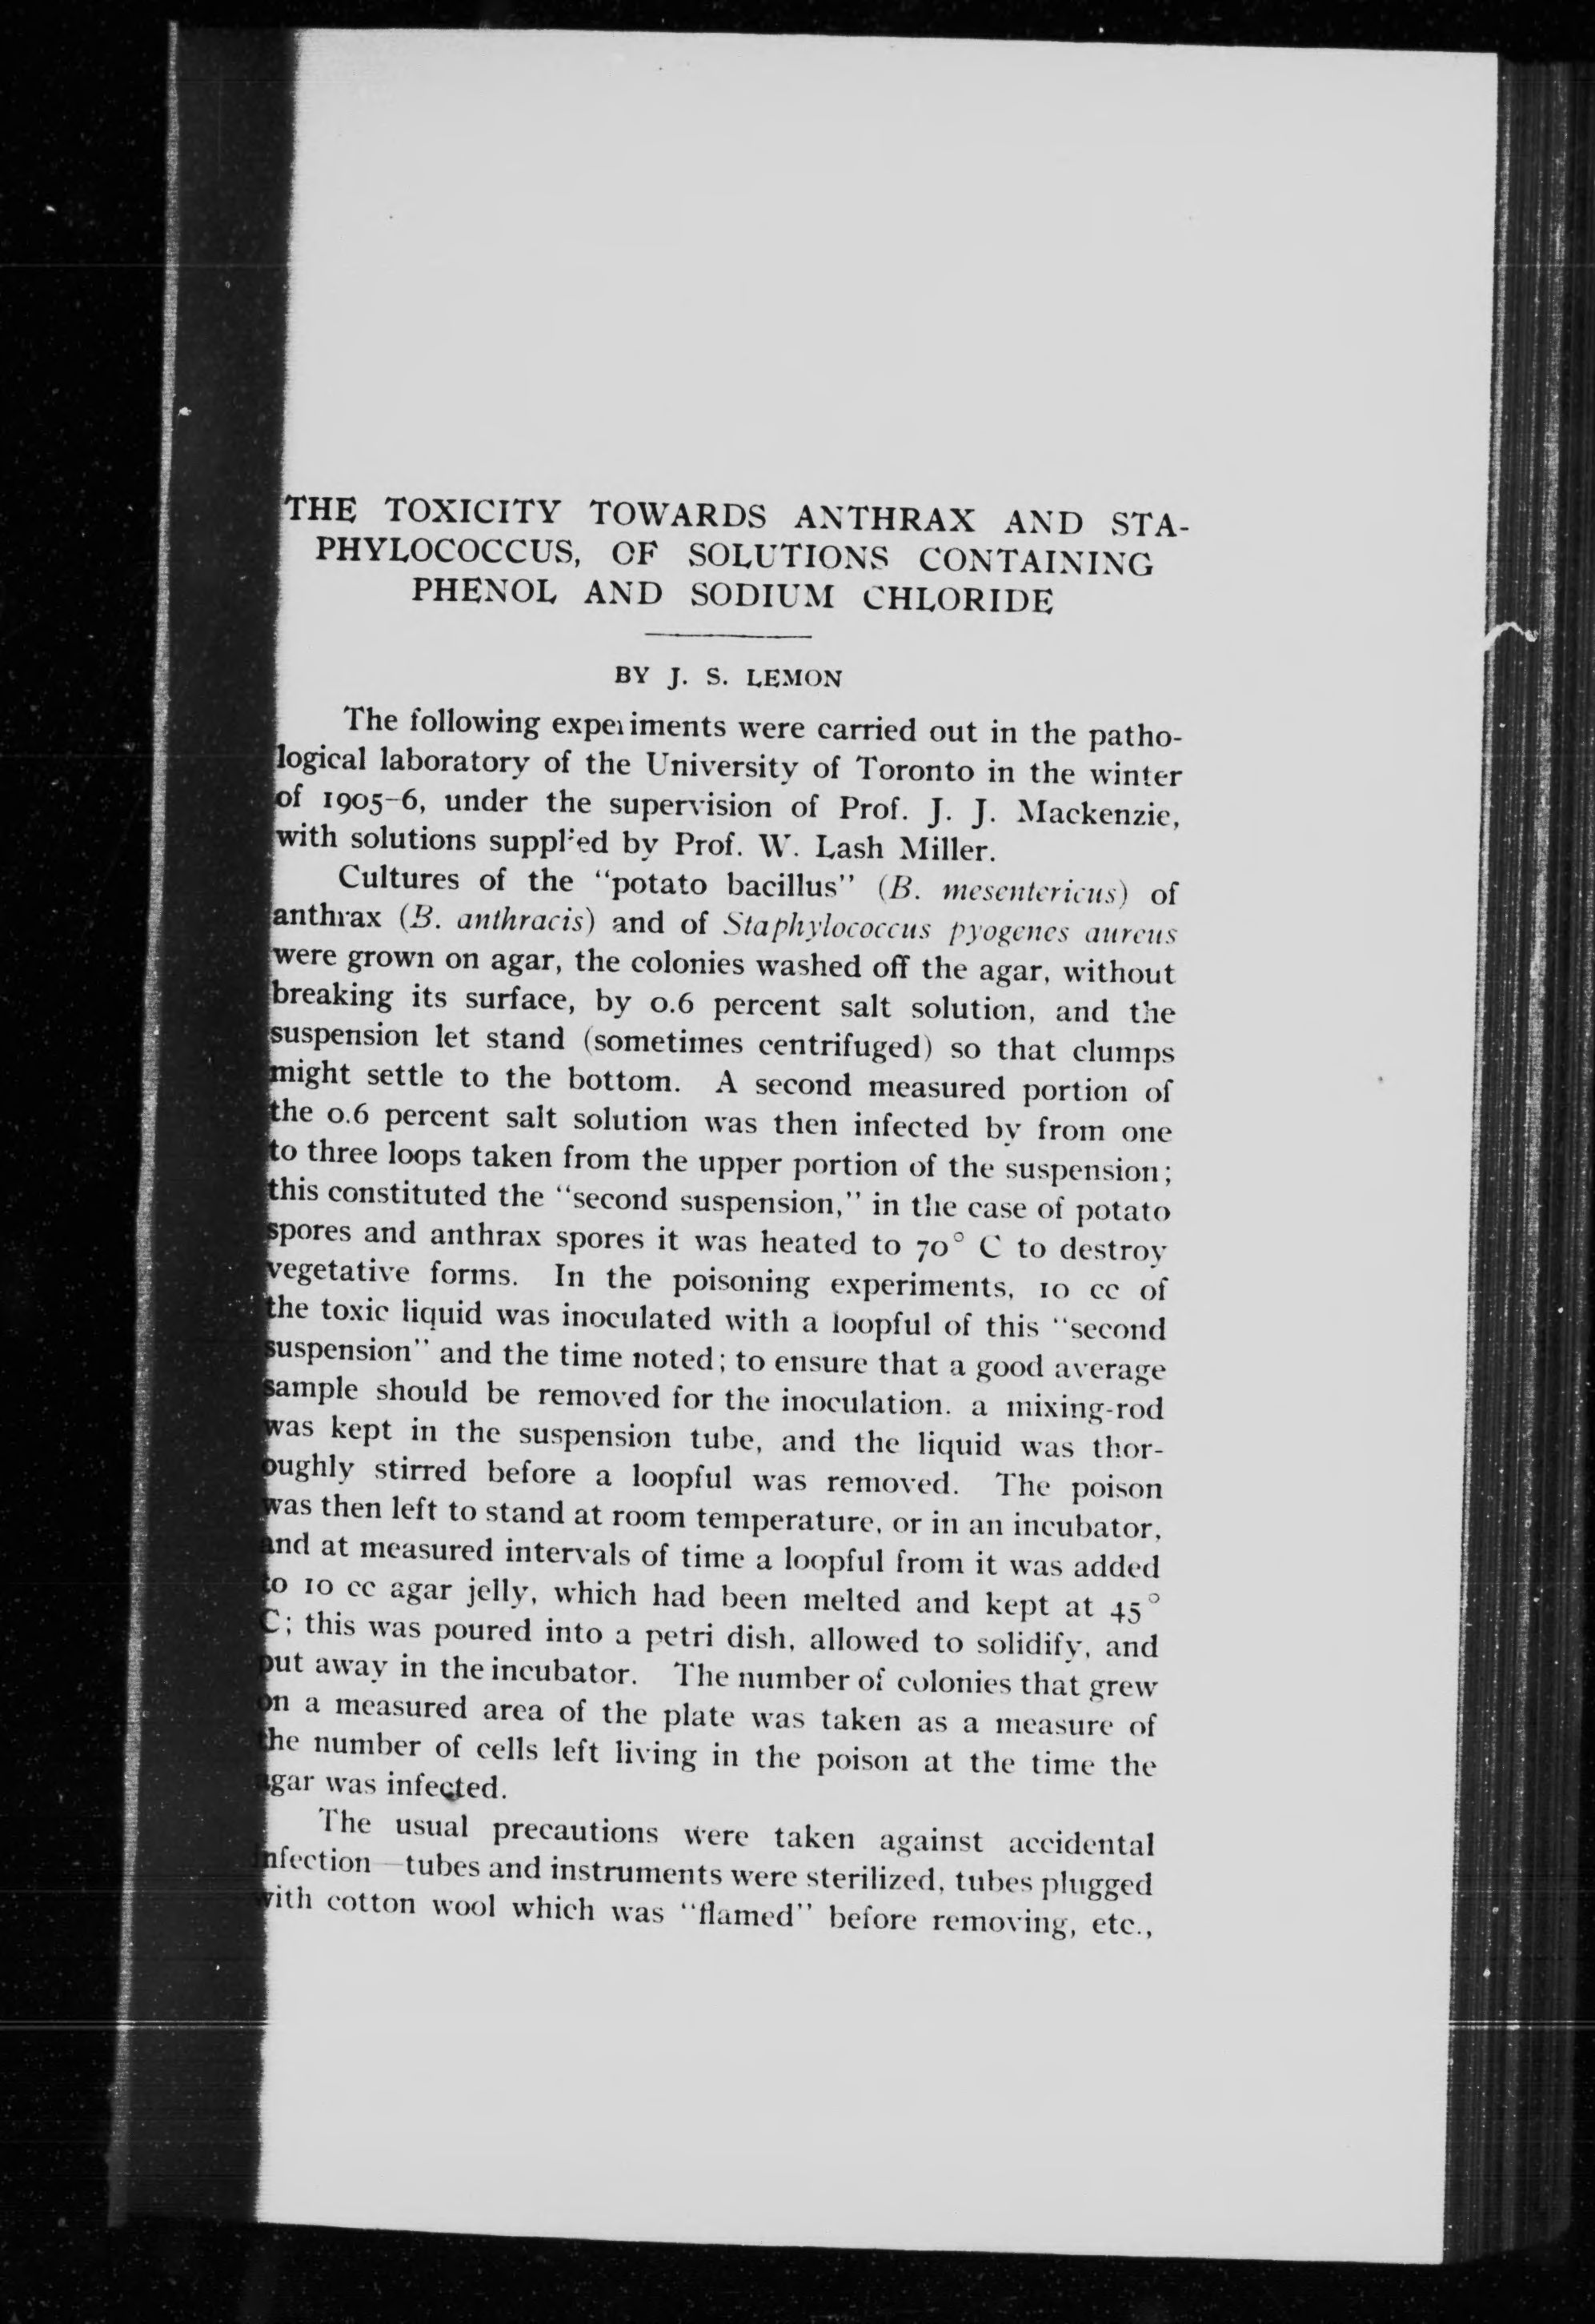 THE TOXICITY TOWARDS ANTHRAX AND STA-
PHYLOCOCCUS, OF SOLUTIONS CONTAINING
PHENOL AND SODIUM CHLORIDE
BY J. S. LEMON
The following experiments were carried out in the patho-
logical laboratory of the University of Toronto in the winter
of 1905-6, under the supervision of Prof. J. J. Mackenzie,
with solutions supplied by Prof. W. Lash Miller.
Cultures of the "potato bacillus" (B. mesentericus) of
anthrax (B. anthracis) and of Staphylococcus pyogenes aureus
were grown on agar, the colonies washed off the agar, without
breaking its surface, by 0.6 percent salt solution, and the
suspension let stand (sometimes centrifuged) so that clumps
might settle to the bottom. A second measured portion of
the 0.6 percent salt solution was then infected by from one
to three loops taken from the upper portion of the suspension;
this constituted the "second suspension," in the case of potato
spores and anthrax spores it was heated to 70° C to destroy
vegetative forms. In the poisoning experiments, 10 cc of
the toxic liquid was inoculated with a loopful of this "second
suspension" and the time noted; to ensure that a good average
sample should be removed for the inoculation. a mixing-rod
was kept in the suspension tube, and the liquid was thor-
oughly stirred before a loopful was removed. The poison
was then left to stand at room temperature, or in an incubator,
and at measured intervals of time a loopful from it was added
to 10 cc agar jelly, which had been melted and kept at 45°
C; this was poured into a petri dish, allowed to solidify, and
put away in the incubator. The number of colonies that grew
on a measured area of the plate was taken as a measure of
the number of cells left living in the poison at the time the
agar was infected.
The usual precautions were taken against accidental
infection—tubes and instruments were sterilized, tubes plugged
with cotton wool which was "flamed" before removing, etc.,